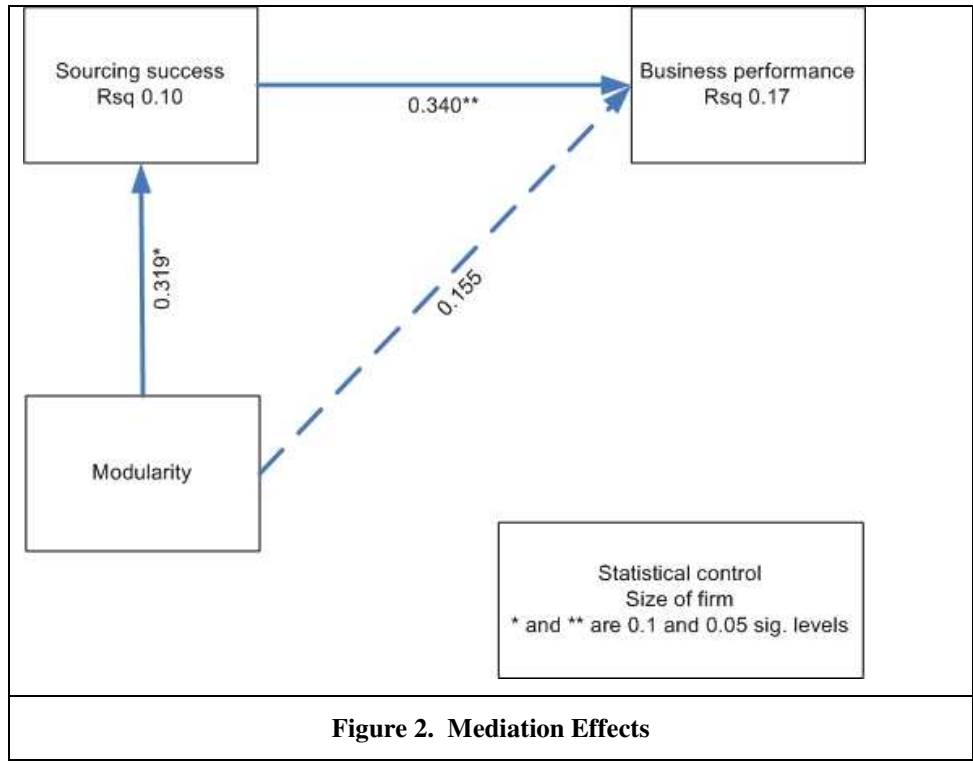 Sourcing success
Rsq 0.10
Business performance
Rsq 0.17
0.340**
0.319*
0.155
Modularity
Statistical control
Size of firm
* and ** are 0.1 and 0.05 sig. levels
Figure 2. Mediation Effects